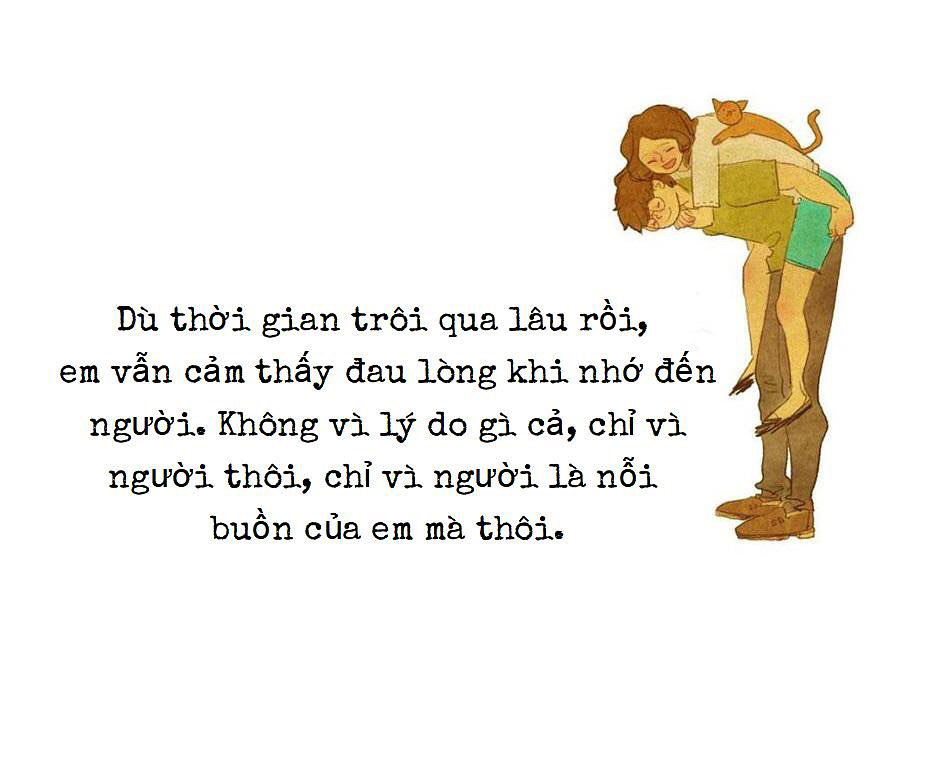 Dù thời gian trôi qua lâu rồi,
em vẫn cảm thấy đau lòng khi nhớ đến
người. Không vì lý do gì cả, chỉ vì
người thôi, chỉ vì người là nỗi
buồn của em mà thôi.